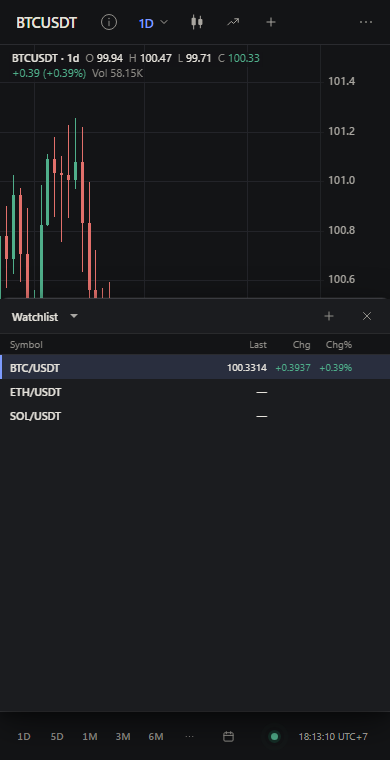 BTCUSDT 1D
BTCUSDT · 1d O 99.94 H 100.47 L 99.71 C 100.33
+0.39 (+0.39%) Vol 58.15K
101.4
101.2
101.0
100.8
100.6
Watchlist
Symbol Last Chg Chg%
BTC/USDT 100.3314 +0.3937 +0.39%
ETH/USDT —
SOL/USDT —
1D 5D 1M 3M 6M ··· 18:13:10 UTC+7